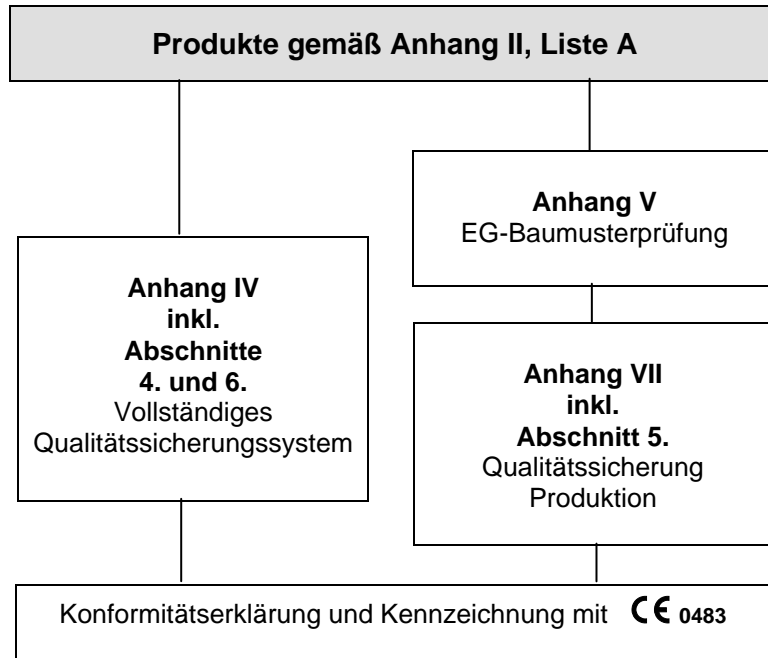 Produkte gemäß Anhang II, Liste A
Anhang IV
inkl.
Abschnitte
4. und 6.
Vollständiges
Qualitätssicherungssystem
Anhang V
EG-Baumusterprüfung
Anhang VII
inkl.
Abschnitt 5.
Qualitätssicherung
Produktion
Konformitätserklärung und Kennzeichnung mit CE 0483